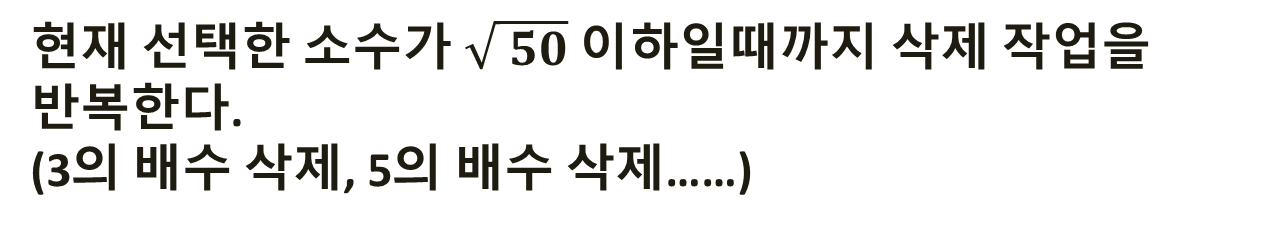 현재 선택한 소수가 √50 이하일때까지 삭제 작업을
반복한다.
(3의 배수 삭제, 5의 배수 삭제……)